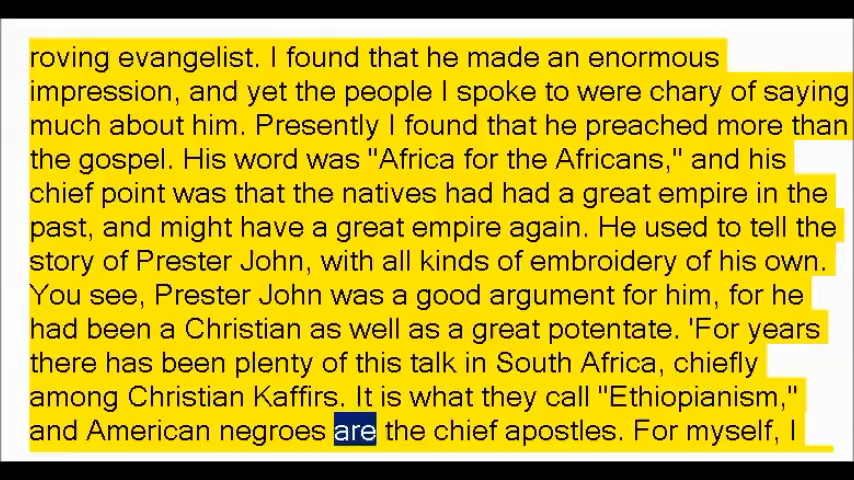 roving evangelist. I found that he made an enormous
impression, and yet the people I spoke to were chary of saying
much about him. Presently I found that he preached more than
the gospel. His word was "Africa for the Africans," and his
chief point was that the natives had had a great empire in the
past, and might have a great empire again. He used to tell the
story of Prester John, with all kinds of embroidery of his own.
You see, Prester John was a good argument for him, for he
had been a Christian as well as a great potentate. 'For years
there has been plenty of this talk in South Africa, chiefly
among Christian Kaffirs. It is what they call "Ethiopianism,"
and American negroes are the chief apostles. For myself, I